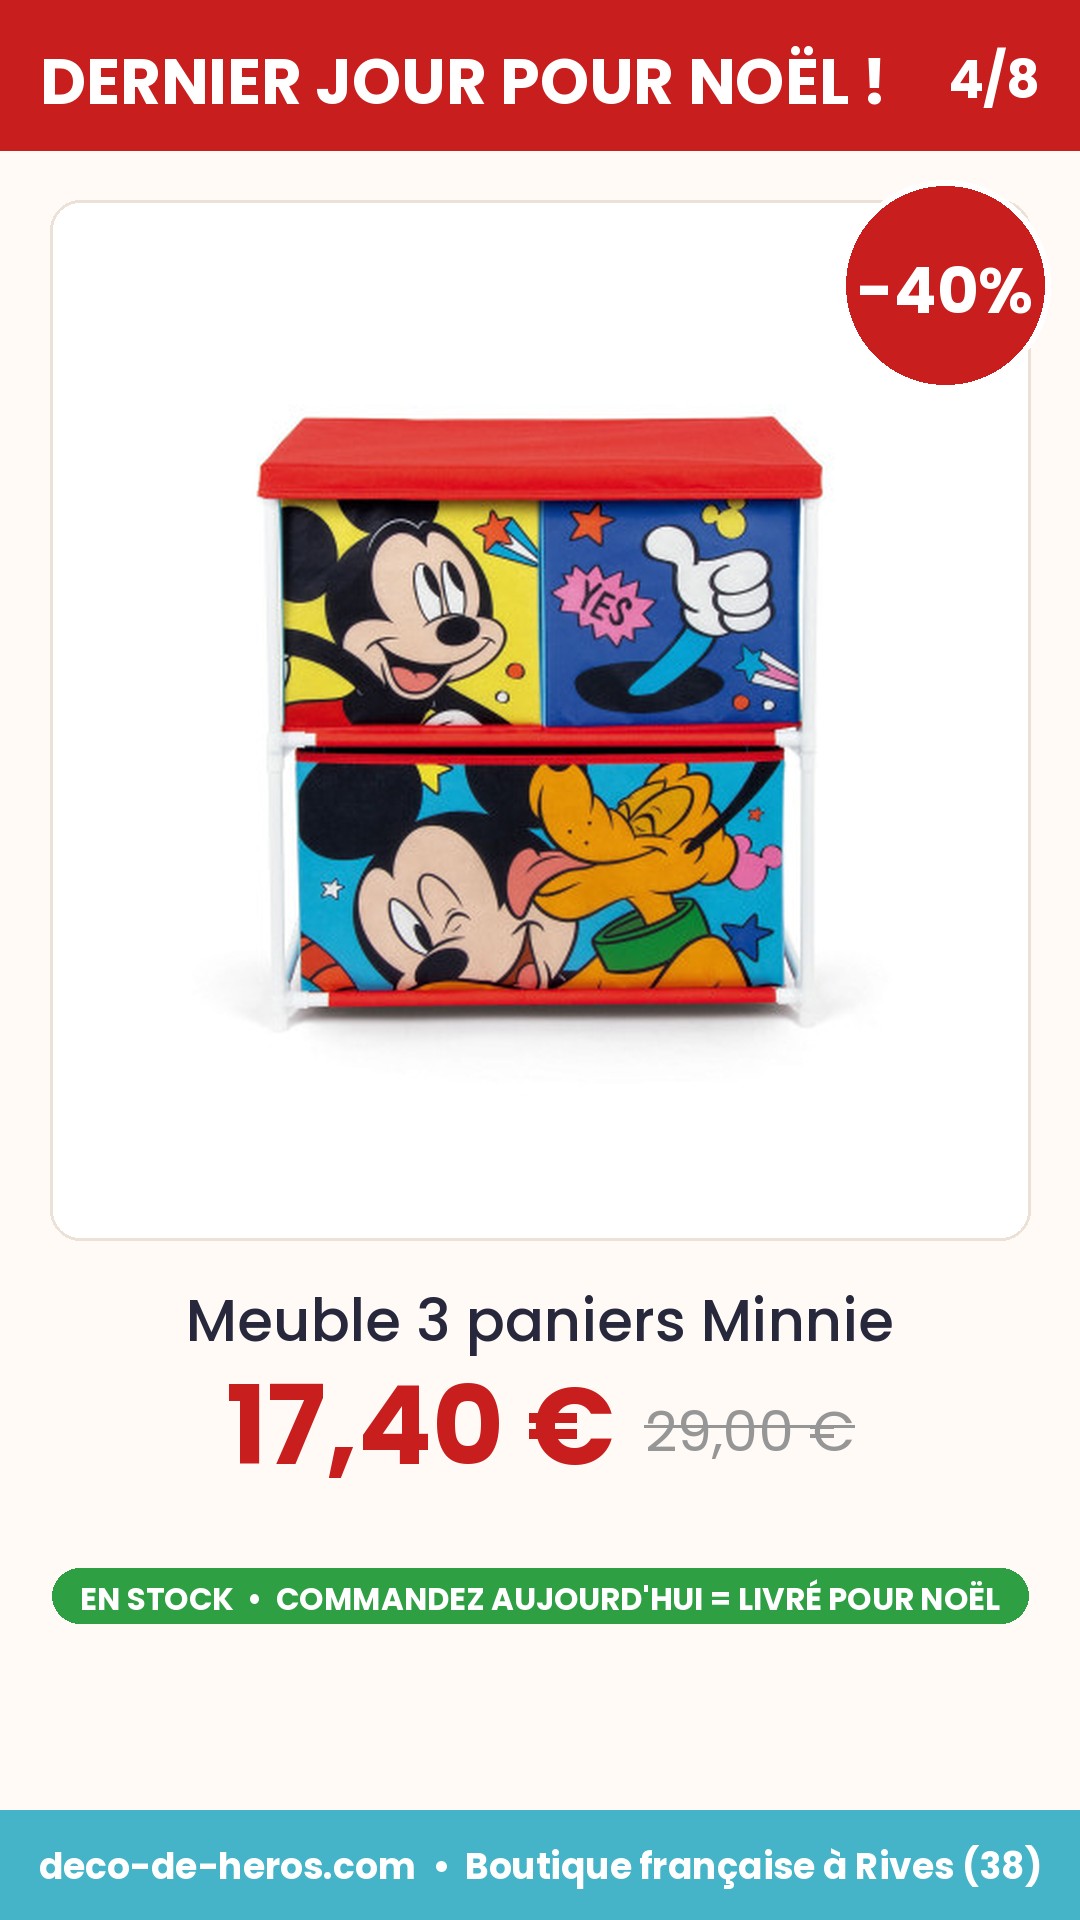 DERNIER JOUR POUR NOËL ! 4/8
-40%
YES
Meuble 3 paniers Minnie
17,40 € 29,00 €
EN STOCK • COMMANDEZ AUJOURD'HUI = LIVRÉ POUR NOËL
deco-de-heros.com • Boutique française à Rives (38)